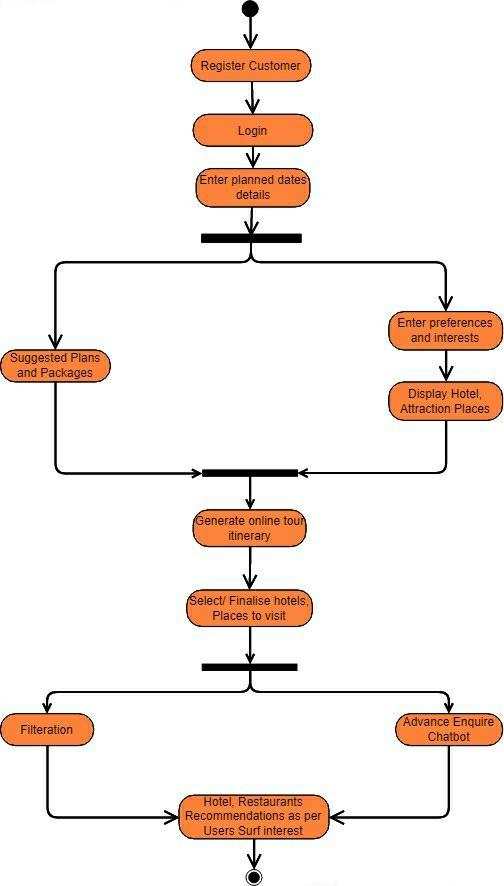 Register Customer
Login
Enter planned dates
details
Enter preferences
and interests
Suggested Plans
and Packages
Display Hotel,
Attraction Places
Generate online tour
itinerary
Select/ Finalise hotels,
Places to visit
Filteration
Advance Enquire
Chatbot
Hotel, Restaurants
Recommendations as per
Users Surf interest